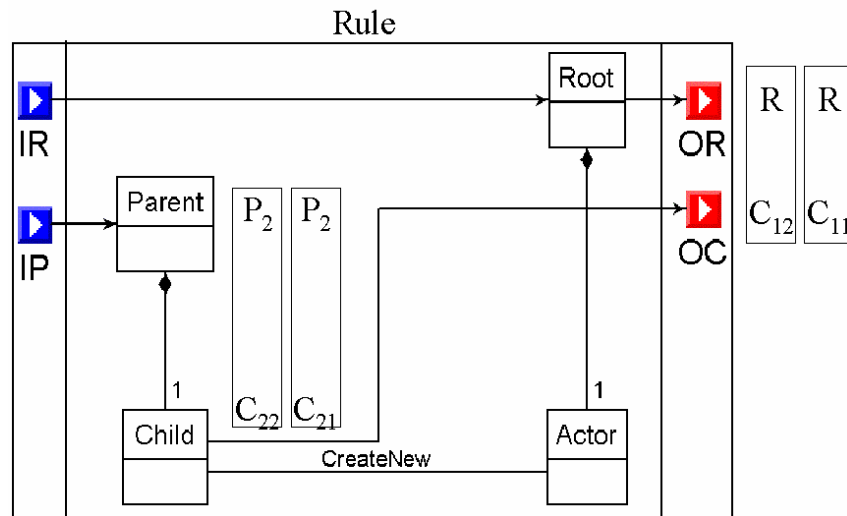 Rule
Root
R R
IR
OR
Parent
P2 P2
C12 C11
IP
OC
1
1
C22 C21
Child
Actor
CreateNew